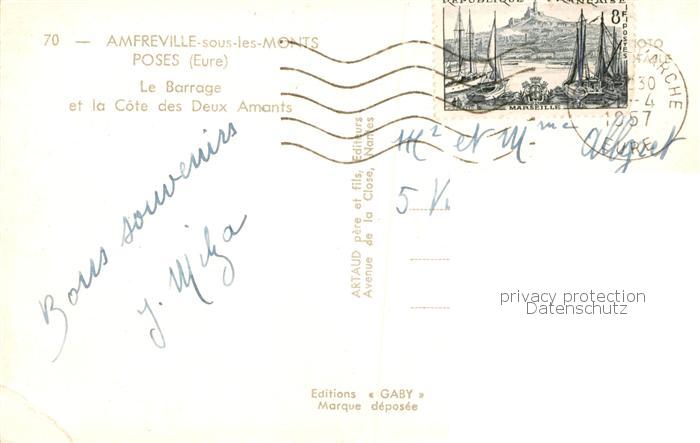 70 — AMFREVILLE-sous-les-MONTS
POSES (Eure)
Le Barrage
et la Côte des Deux Amants
Bons souvenirs
ARTAUD père et fils, Editeurs
Avenue de la Close, Nantes
Editions « GABY »
Marque déposée
REPUBLIQUE FRANÇAISE
8F
POSTES
MARSEILLE
30
-4
1957
EURE
Mr et Mme
5 V
privacy protection
Datenschutz